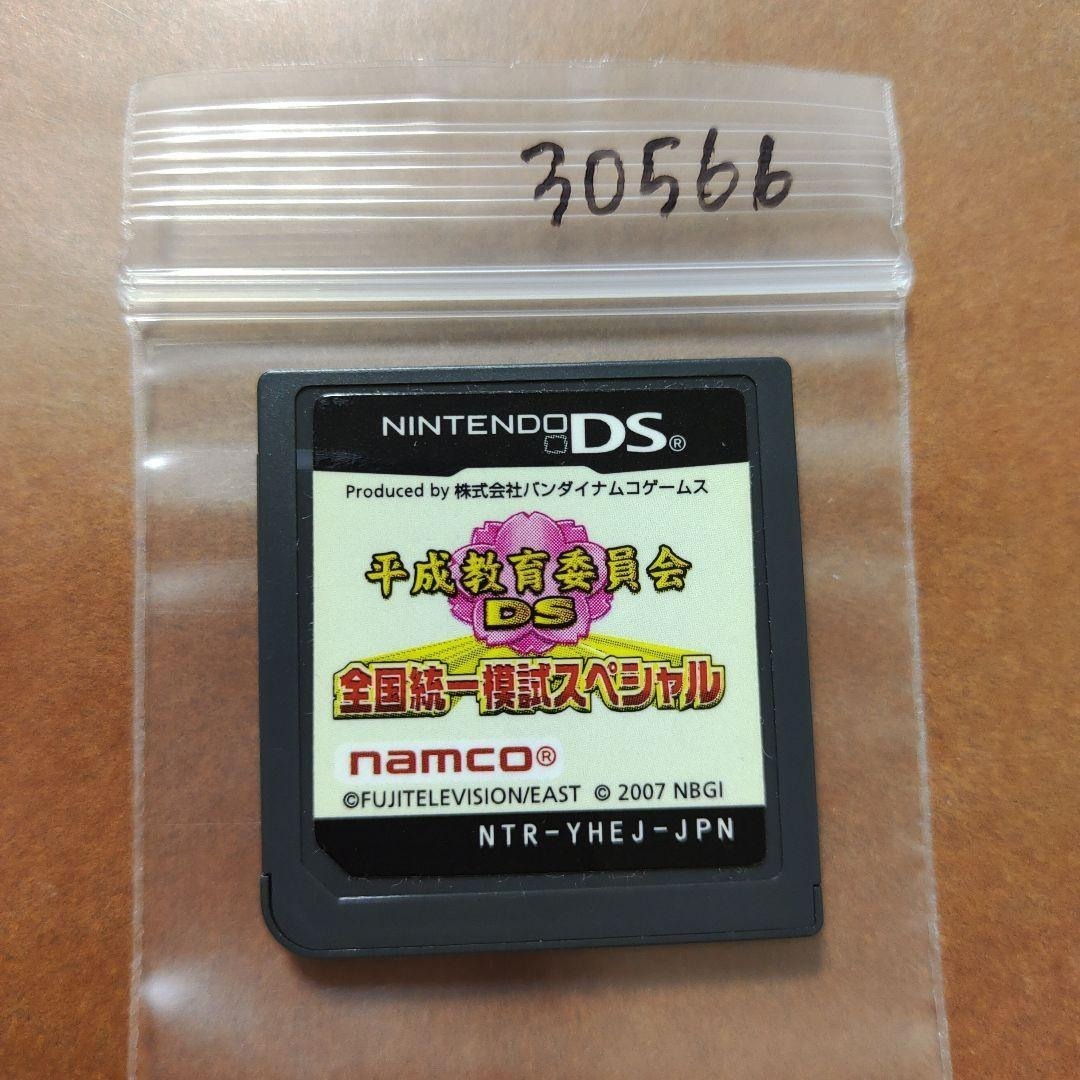 30566
NINTENDO DS®
Produced by 株式会社バンダイナムコゲームス
平成教育委員会
DS
全国統一模試スペシャル
namco®
©FUJITELEVISION/EAST © 2007 NBGI
NTR-YHEJ-JPN